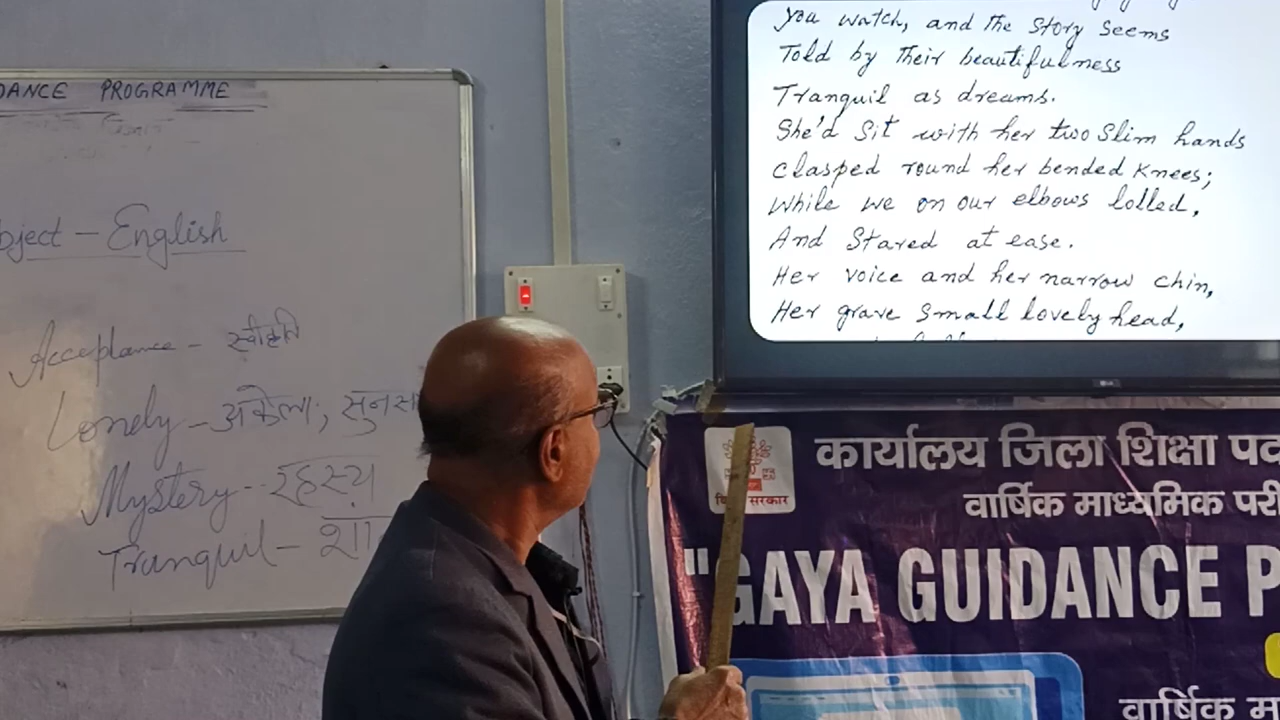 DANCE PROGRAMME
bject - English
Acceptance - स्वीकृति
Lonely - अकेला, सुनसा
Mystery - रहस्य
Tranquil - शा
you watch, and the story seems
Told by their beautifulness
Tranquil as dreams.
She'd sit with her two slim hands
clasped round her bended knees;
while we on our elbows lolled,
And stared at ease.
Her voice and her narrow chin,
Her grave small lovely head,
LG
सरकार
कार्यालय जिला शिक्षा पद
वार्षिक माध्यमिक परी
"GAYA GUIDANCE P
वार्षिक म